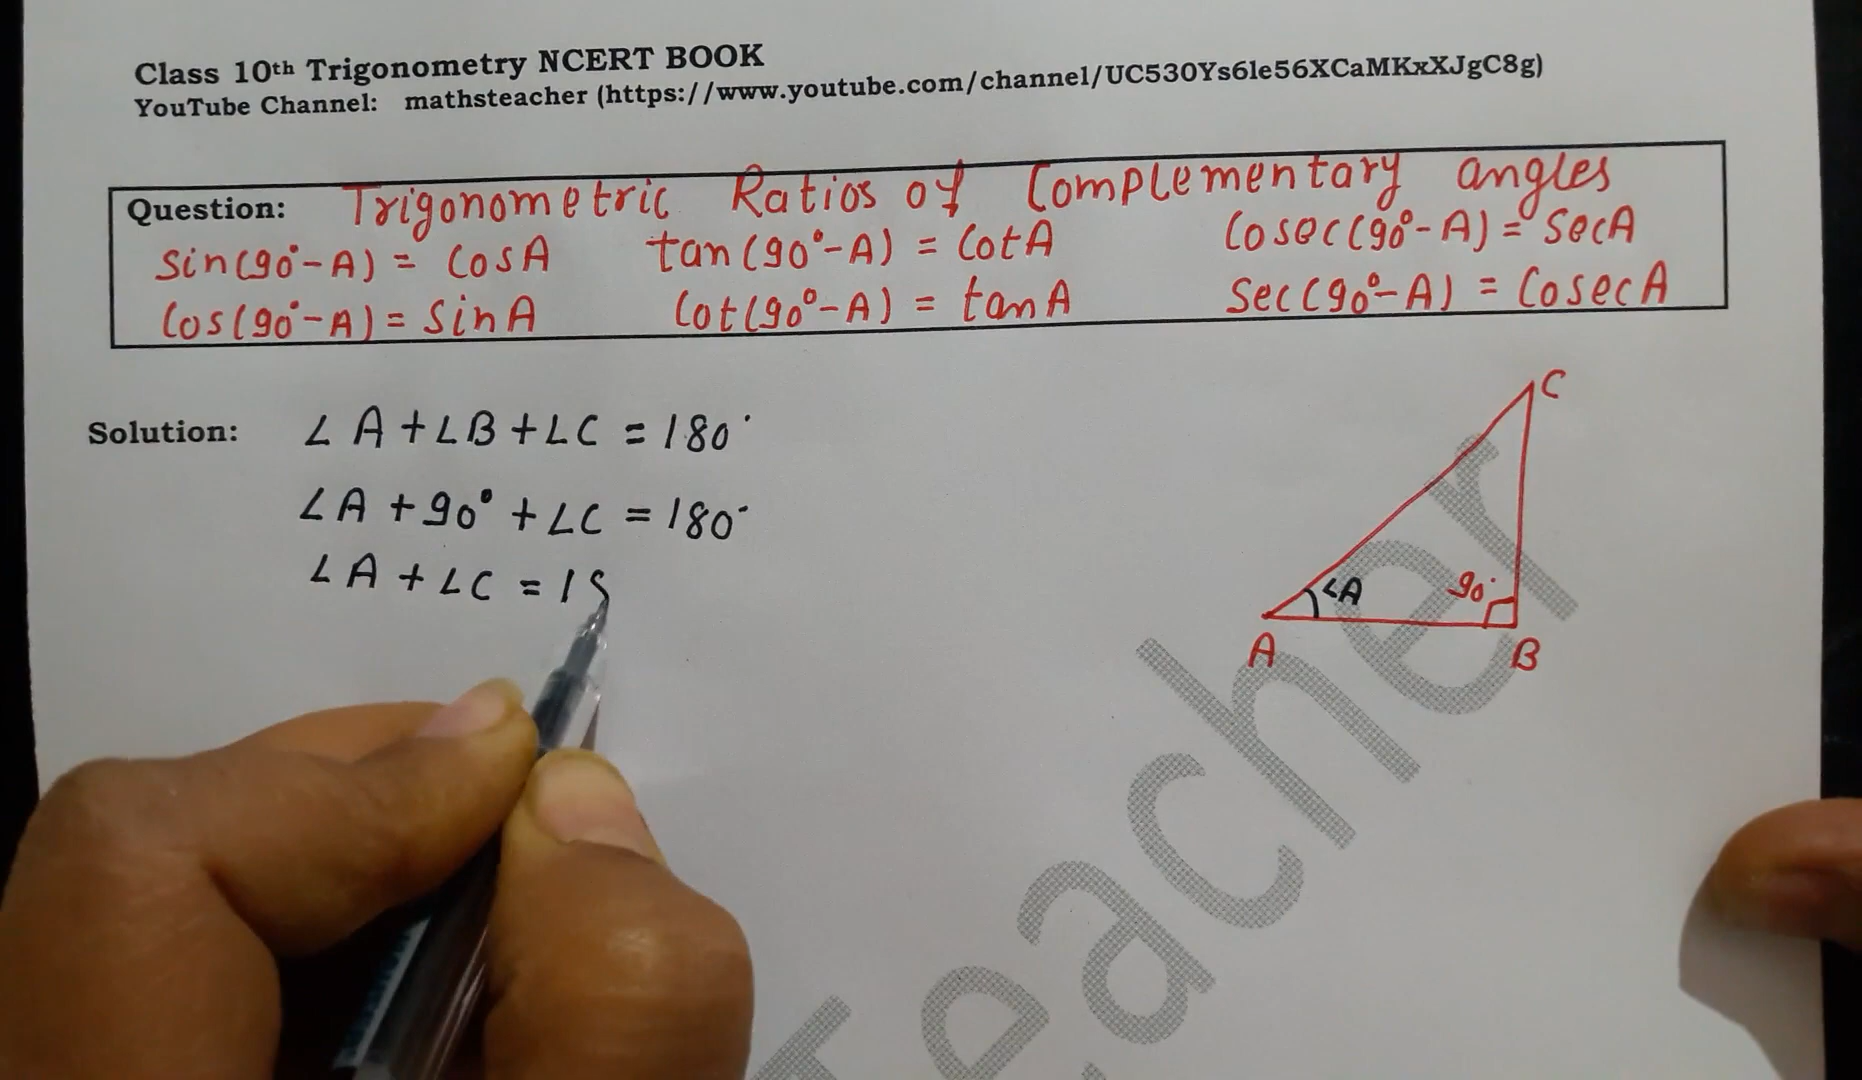 Class 10th Trigonometry NCERT BOOK
YouTube Channel: mathsteacher (https://www.youtube.com/channel/UC530Ys6le56XCaMKxXJgC8g)
Question: Trigonometric Ratios of Complementary angles
sin(90°-A) = cosA tan(90°-A) = cotA Cosec(90°-A) = SecA
Cos(90°-A) = SinA Cot(90°-A) = tanA Sec(90°-A) = CosecA
Solution: ∠A+∠B+∠C = 180°
∠A+90°+∠C = 180°
∠A+∠C = 18
C
∠A 90°
A B
Teacher